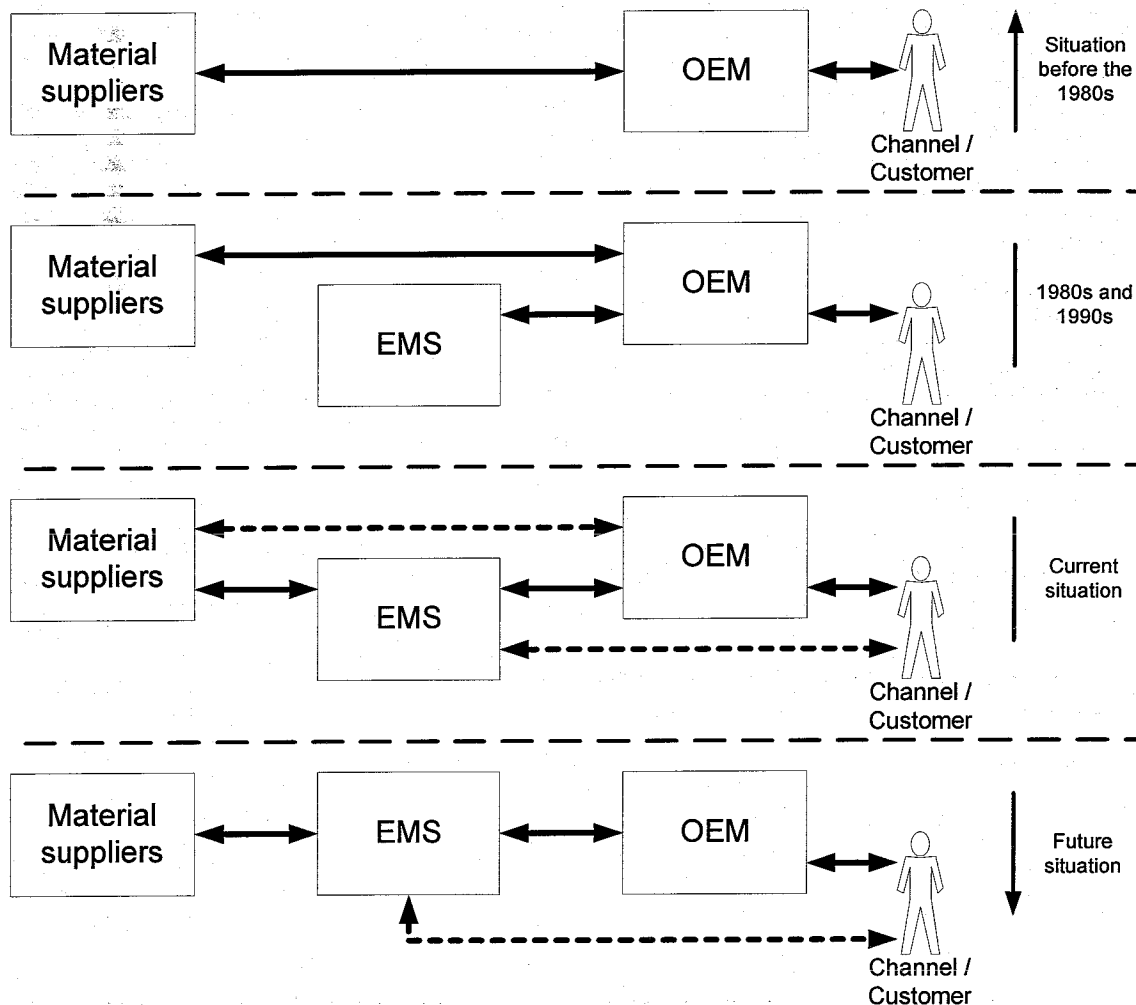 Material
suppliers
OEM
Channel /
Customer
Situation
before the
1980s
Material
suppliers
EMS
OEM
Channel /
Customer
1980s and
1990s
Material
suppliers
EMS
OEM
Channel /
Customer
Current
situation
Material
suppliers
EMS
OEM
Channel /
Customer
Future
situation